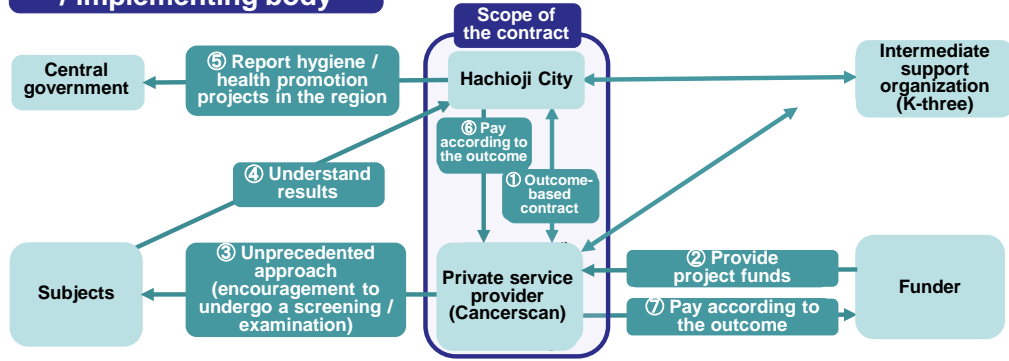 / Implementing body
Scope of
the contract
Central
government
⑤ Report hygiene /
health promotion
projects in the region
Hachioji City
Intermediate
support
organization
(K-three)
⑥ Pay
according to
the outcome
① Outcome-
based
contract
④ Understand
results
Subjects
③ Unprecedented
approach
(encouragement to
undergo a screening /
examination)
Private service
provider
(Cancerscan)
② Provide
project funds
⑦ Pay according to
the outcome
Funder